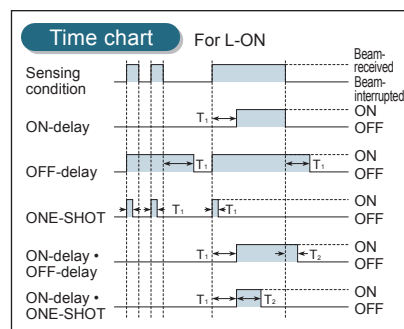 Time chart For L-ON
Sensing condition
Beam-received
Beam-interrupted
ON-delay
T1
ON
OFF
OFF-delay
T1
T1
ON
OFF
ONE-SHOT
T1
T1
ON
OFF
ON-delay •
OFF-delay
T1
T2
ON
OFF
ON-delay •
ONE-SHOT
T1
T2
ON
OFF